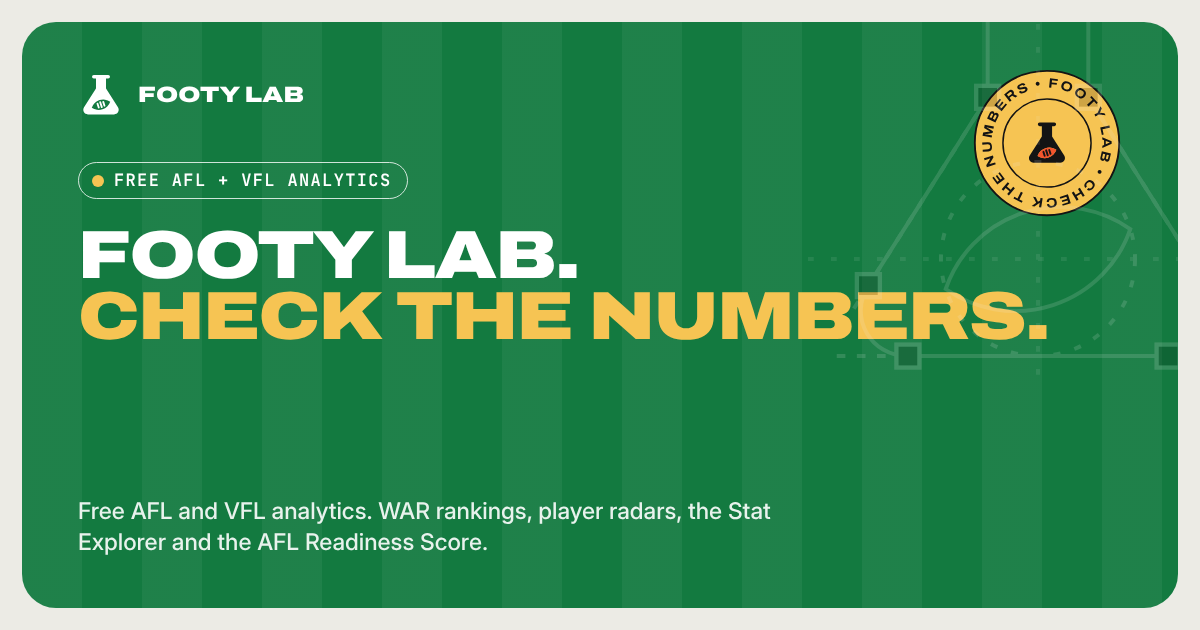 FOOTY LAB
FOOTY LAB • CHECK THE NUMBERS •
FREE AFL + VFL ANALYTICS
FOOTY LAB.
CHECK THE NUMBERS.
Free AFL and VFL analytics. WAR rankings, player radars, the Stat
Explorer and the AFL Readiness Score.